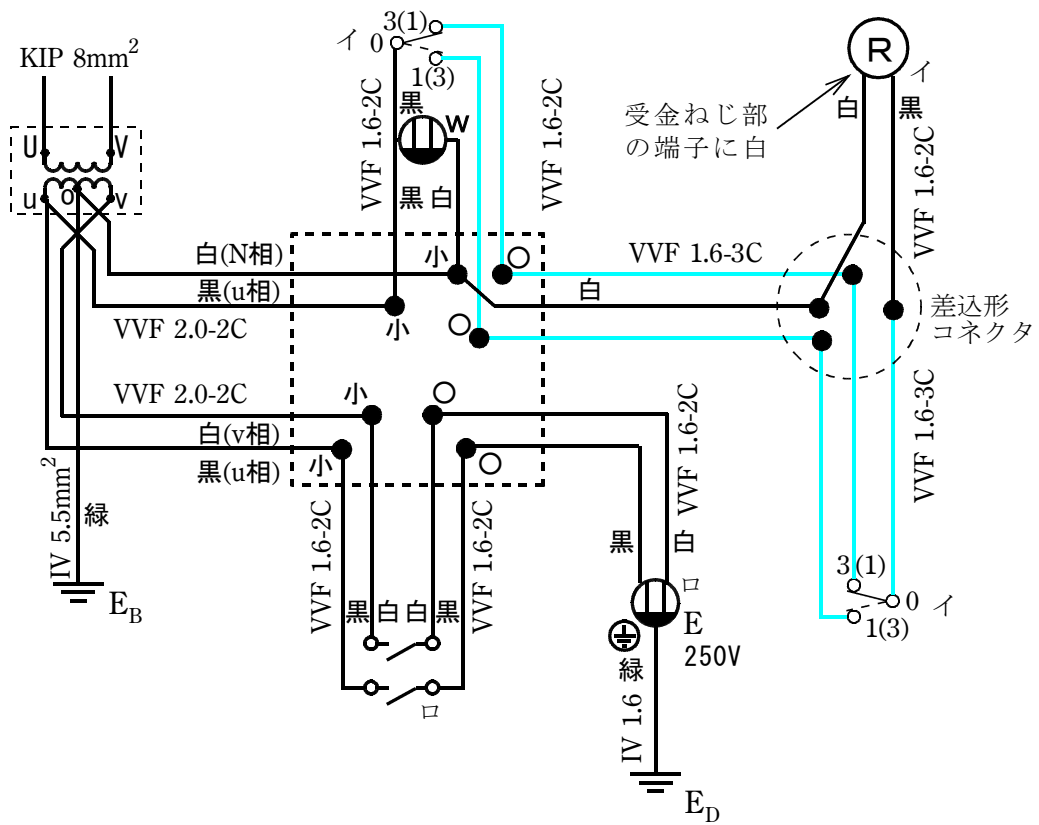 KIP 8mm²
U
V
u
o
v
3(1)
イ 0
1(3)
VVF 1.6-2C
黒
W
黒 白
VVF 1.6-2C
R
イ
受金ねじ部
の端子に白
白
黒
VVF 1.6-2C
白(N相)
黒(u相)
VVF 2.0-2C
小
○
小
○
白
VVF 1.6-3C
差込形
コネクタ
VVF 2.0-2C
白(v相)
黒(u相)
小
○
小
○
VVF 1.6-2C
VVF 1.6-3C
IV 5.5mm²
緑
E_B
VVF 1.6-2C
黒 白 白 黒
VVF 1.6-2C
ロ
黒
白
ロ
E
250V
緑
IV 1.6
E_D
3(1)
0 イ
1(3)